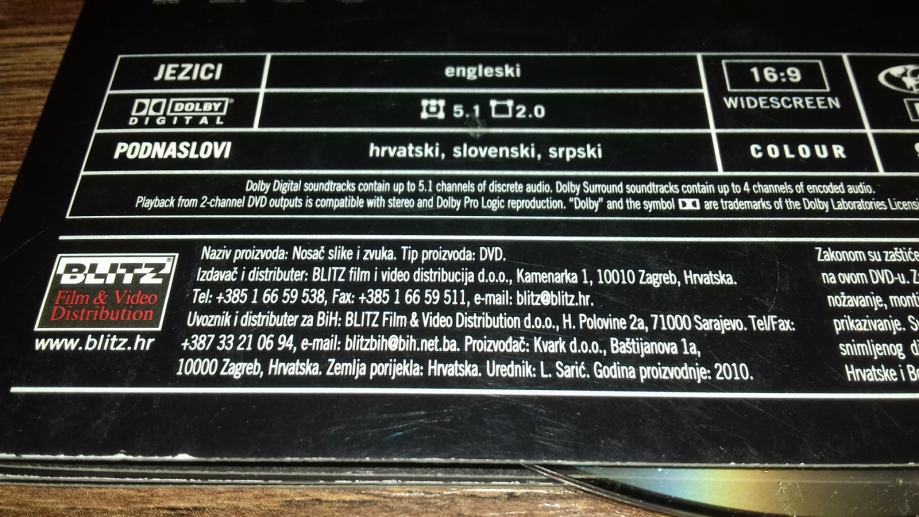 JEZICI engleski 16:9
WIDESCREEN
DOLBY
DIGITAL 5.1 2.0
PODNASLOVI hrvatski, slovenski, srpski COLOUR
Dolby Digital soundtracks contain up to 5.1 channels of discrete audio. Dolby Surround soundtracks contain up to 4 channels of encoded audio.
Playback from 2-channel DVD outputs is compatible with stereo and Dolby Pro Logic reproduction. "Dolby" and the symbol are trademarks of the Dolby Laboratories
BLITZ
Film & Video
Distribution
www.blitz.hr
Naziv proizvoda: Nosač slike i zvuka. Tip proizvoda: DVD.
Izdavač i distributer: BLITZ film i video distribucija d.o.o., Kamenarka 1, 10010 Zagreb, Hrvatska.
Tel: +385 1 66 59 538, Fax: +385 1 66 59 511, e-mail: blitz@blitz.hr.
Uvoznik i distributer za BiH: BLITZ Film & Video Distribution d.o.o., H. Polovine 2a, 71000 Sarajevo. Tel/Fax:
+387 33 21 06 94, e-mail: blitzbih@bih.net.ba. Proizvođač: Kvark d.o.o., Baštijanova 1a,
10000 Zagreb, Hrvatska. Zemlja porijekla: Hrvatska. Urednik: L. Sarić. Godina proizvodnje: 2010.
Zakonom su
na ovom DVD-u.
nožavanje,
prikazivanje.
snimljenog
Hrvatske i